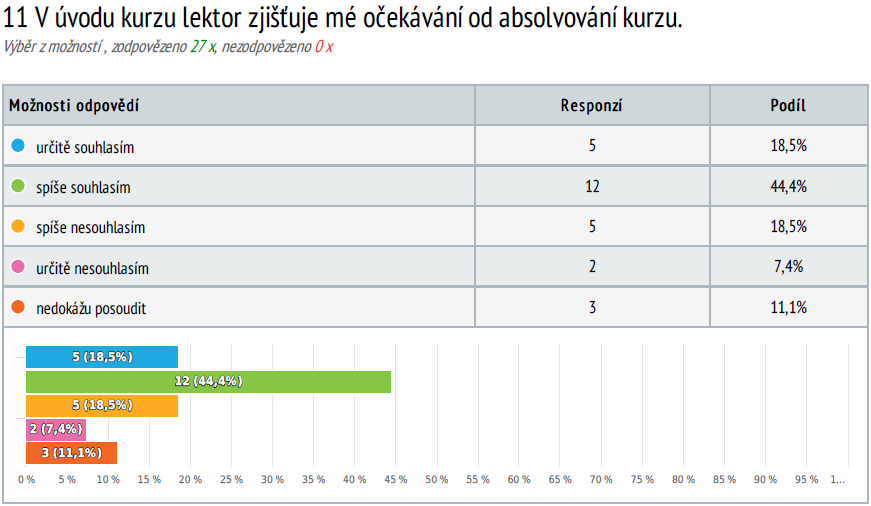 11 V úvodu kurzu lektor zjišťuje mé očekávání od absolvování kurzu.
Výběr z možností , zodpovězeno 27 x, nezodpovězeno 0 x
Možnosti odpovědí Responzí Podíl
určitě souhlasím 5 18,5%
spíše souhlasím 12 44,4%
spíše nesouhlasím 5 18,5%
určitě nesouhlasím 2 7,4%
nedokážu posoudit 3 11,1%
5 (18,5%)
12 (44,4%)
5 (18,5%)
2 (7,4%)
3 (11,1%)
0 % 5 % 10 % 15 % 20 % 25 % 30 % 35 % 40 % 45 % 50 % 55 % 60 % 65 % 70 % 75 % 80 % 85 % 90 % 95 % 1...